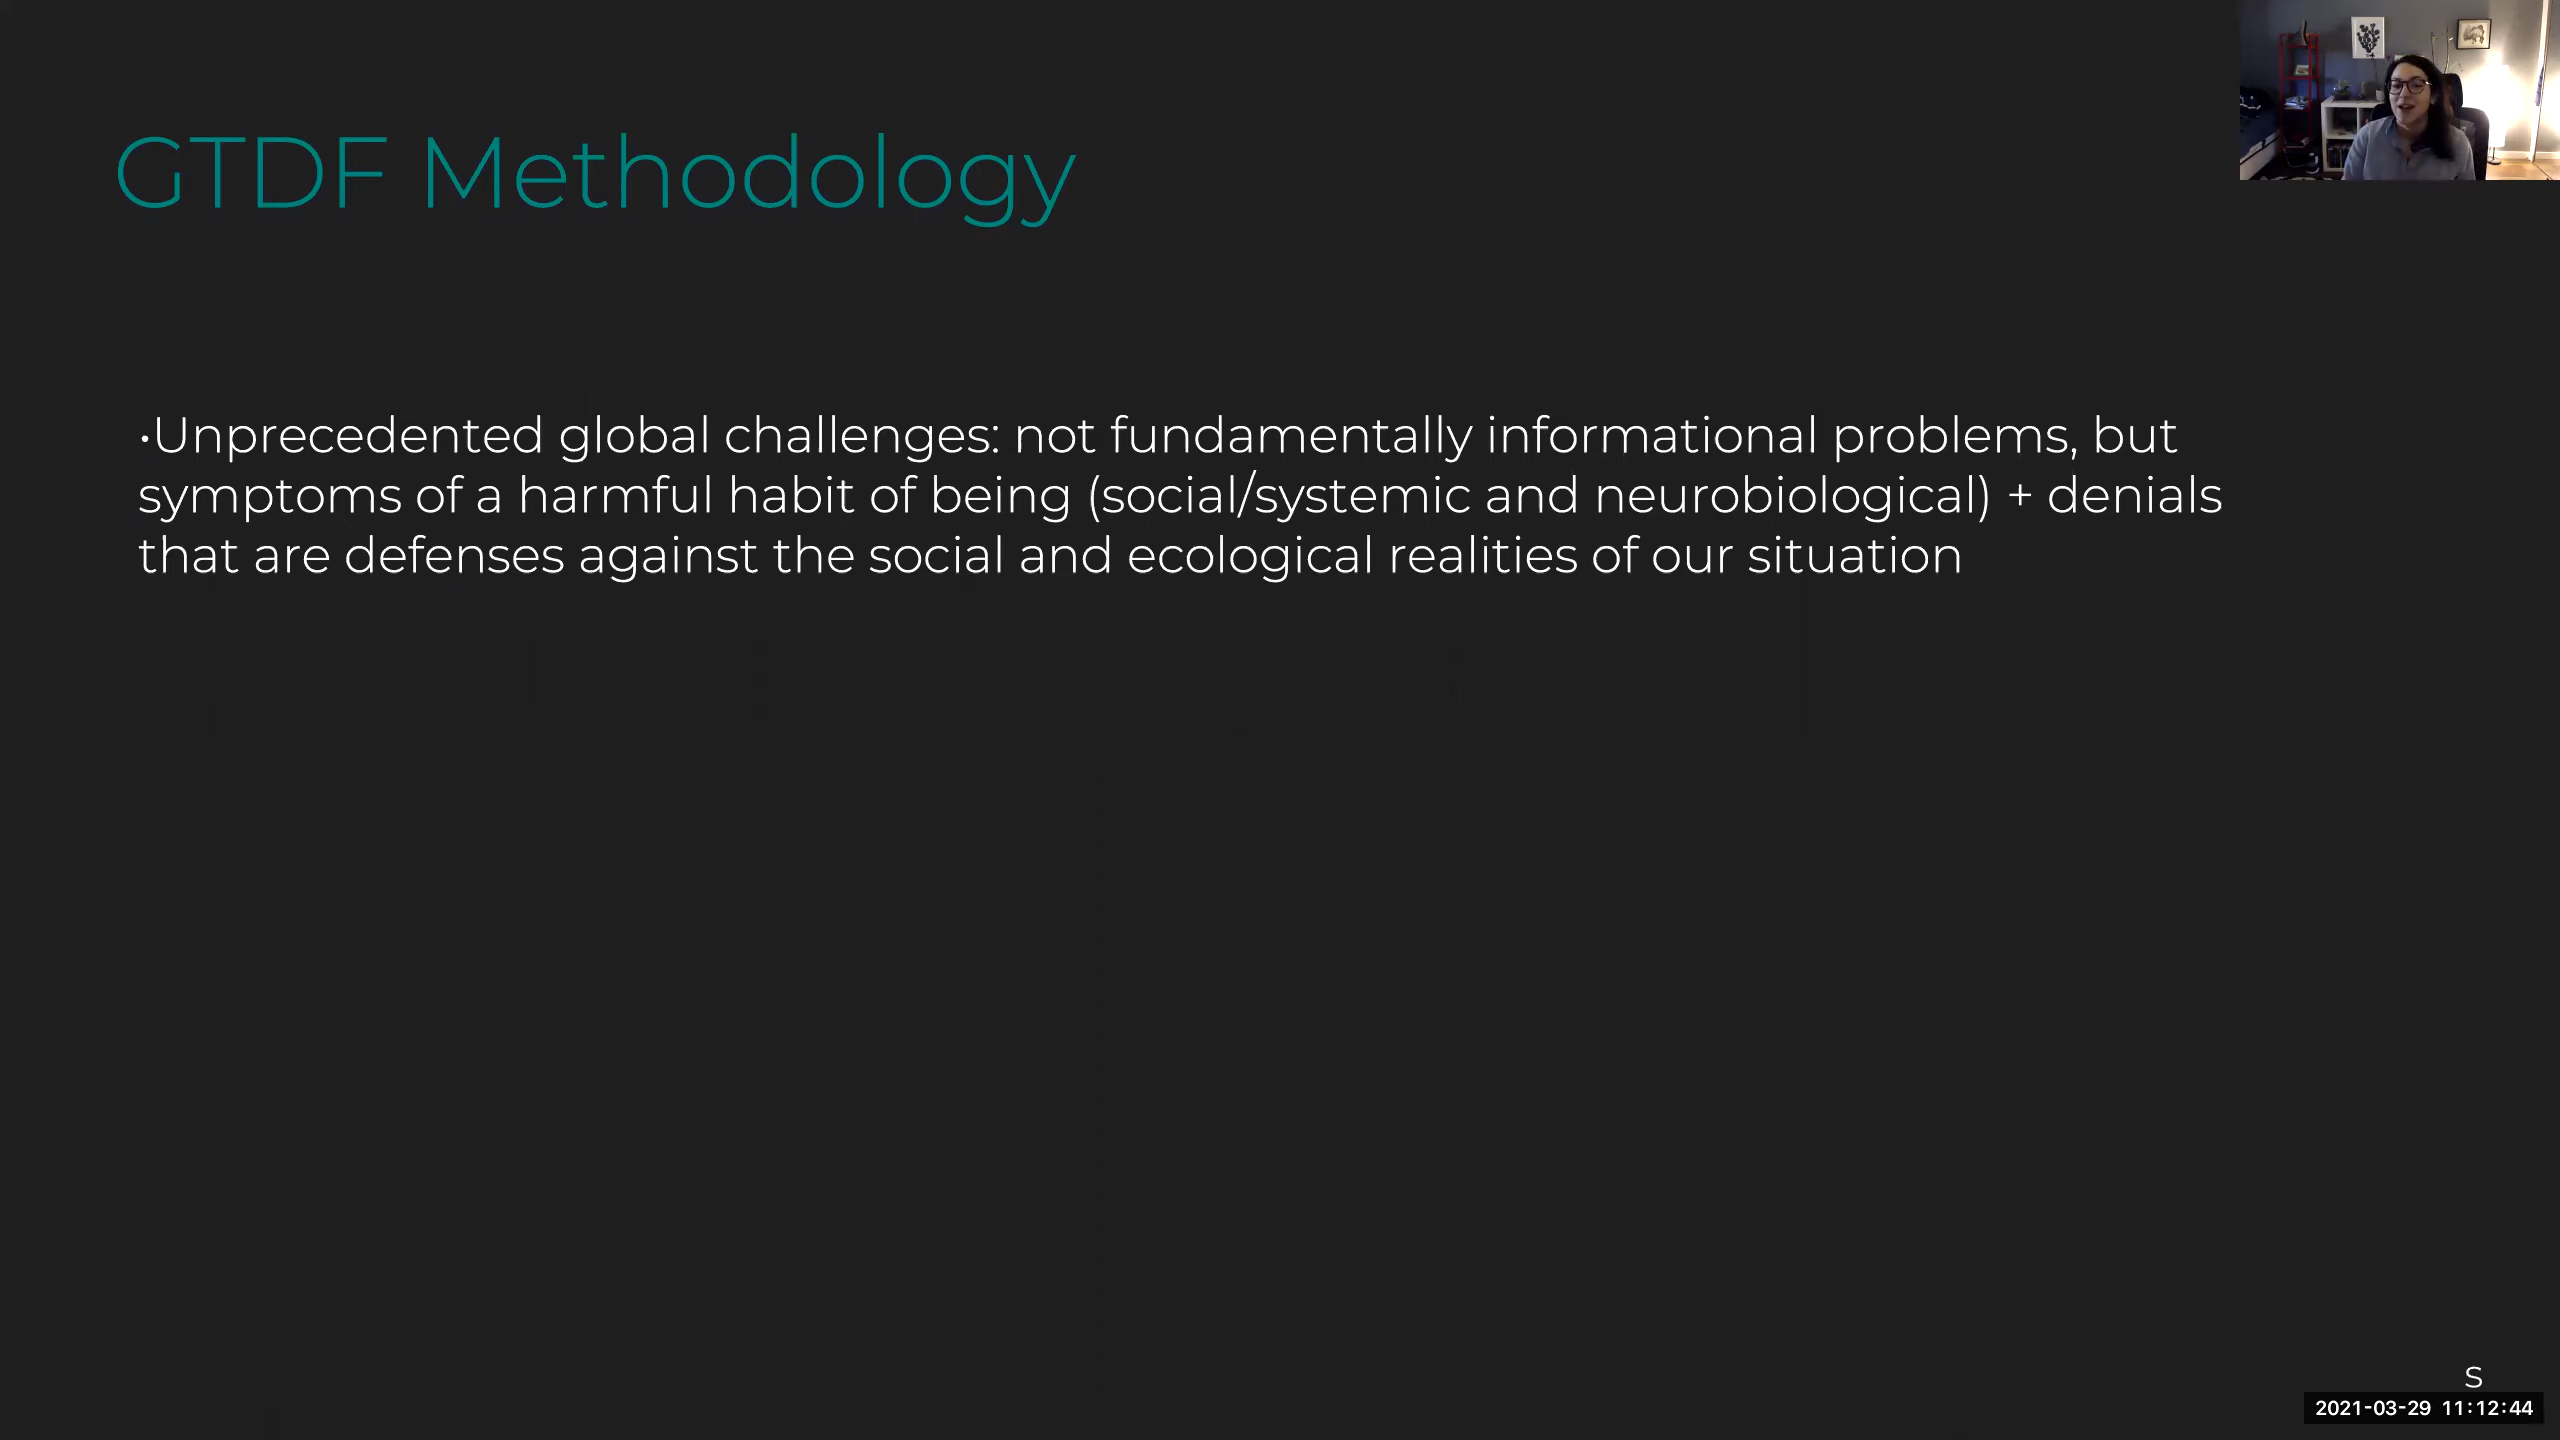 GTDF Methodology
•Unprecedented global challenges: not fundamentally informational problems, but
symptoms of a harmful habit of being (social/systemic and neurobiological) + denials
that are defenses against the social and ecological realities of our situation
S
2021-03-29 11:12:44